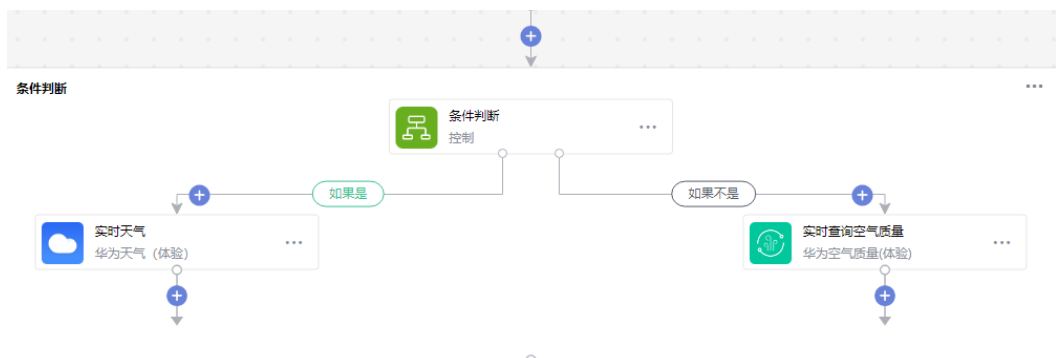 条件判断
条件判断
控制
如果是
如果不是
实时天气
华为天气（体验）
实时查询空气质量
华为空气质量(体验)